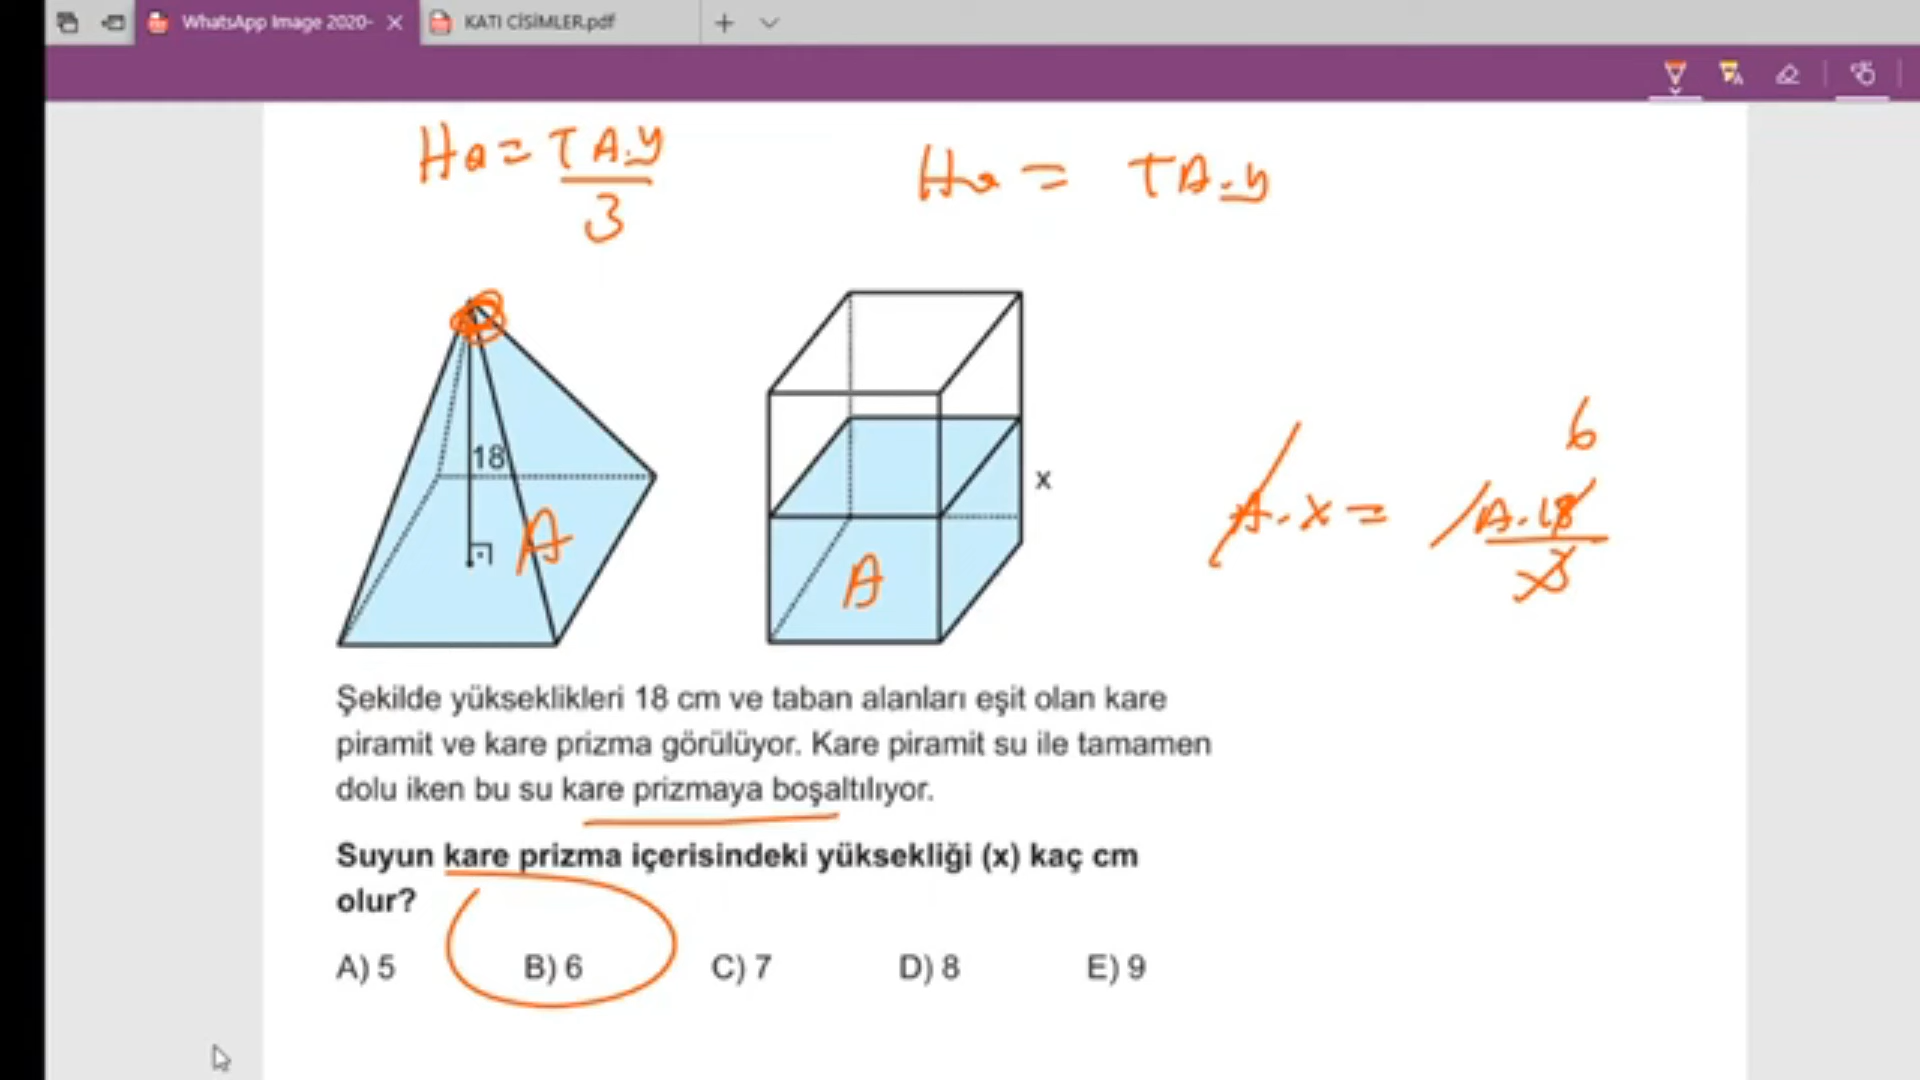 WhatsApp Image 2020-
KATI CİSİMLER.pdf
Ha = TA.y
3
Ha = TA.y
18
A
A
x
6
A.x = A.18
3
Şekilde yükseklikleri 18 cm ve taban alanları eşit olan kare
piramit ve kare prizma görülüyor. Kare piramit su ile tamamen
dolu iken bu su kare prizmaya boşaltılıyor.
Suyun kare prizma içerisindeki yüksekliği (x) kaç cm
olur?
A) 5 B) 6 C) 7 D) 8 E) 9